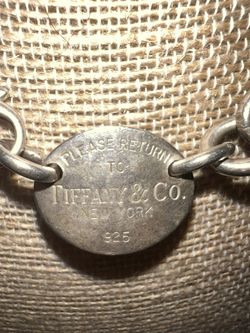 PLEASE RETURN
TO
TIFFANY & CO.
NEW YORK
925